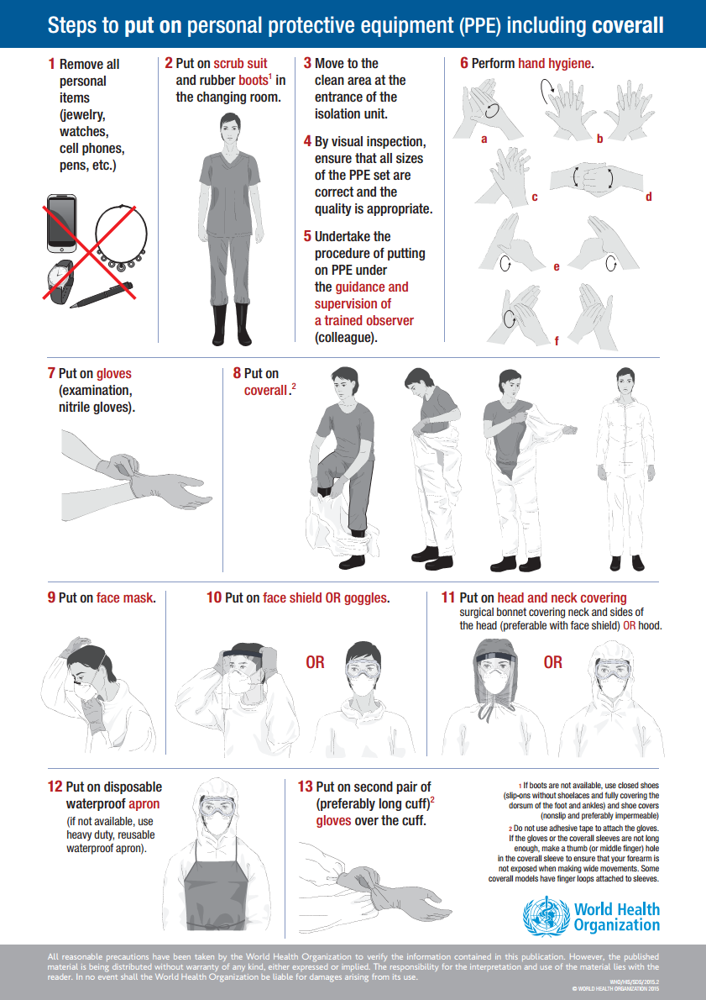 Steps to put on personal protective equipment (PPE) including coverall
1 Remove all
personal
items
(jewelry,
watches,
cell phones,
pens, etc.)
2 Put on scrub suit
and rubber boots1 in
the changing room.
3 Move to the
clean area at the
entrance of the
isolation unit.
4 By visual inspection,
ensure that all sizes
of the PPE set are
correct and the
quality is appropriate.
5 Undertake the
procedure of putting
on PPE under
the guidance and
supervision of
a trained observer
(colleague).
6 Perform hand hygiene.
a
b
c
d
e
f
7 Put on gloves
(examination,
nitrile gloves).
8 Put on
coverall.2
9 Put on face mask.
10 Put on face shield OR goggles.
OR
11 Put on head and neck covering
surgical bonnet covering neck and sides of
the head (preferable with face shield) OR hood.
OR
12 Put on disposable
waterproof apron
(if not available, use
heavy duty, reusable
waterproof apron).
13 Put on second pair of
(preferably long cuff)2
gloves over the cuff.
1 If boots are not available, use closed shoes
(slip-ons without shoelaces and fully covering the
dorsum of the foot and ankles) and shoe covers
(nonslip and preferably impermeable)
2 Do not use adhesive tape to attach the gloves.
If the gloves or the coverall sleeves are not long
enough, make a thumb (or middle finger) hole
in the coverall sleeve to ensure that your forearm is
not exposed when making wide movements. Some
coverall models have finger loops attached to sleeves.
World Health
Organization
All reasonable precautions have been taken by the World Health Organization to verify the information contained in this publication. However, the published
material is being distributed without warranty of any kind, either expressed or implied. The responsibility for the interpretation and use of the material lies with the
reader. In no event shall the World Health Organization be liable for damages arising from its use.
WHO/HIS/SDS/2015.2
© WORLD HEALTH ORGANIZATION 2015